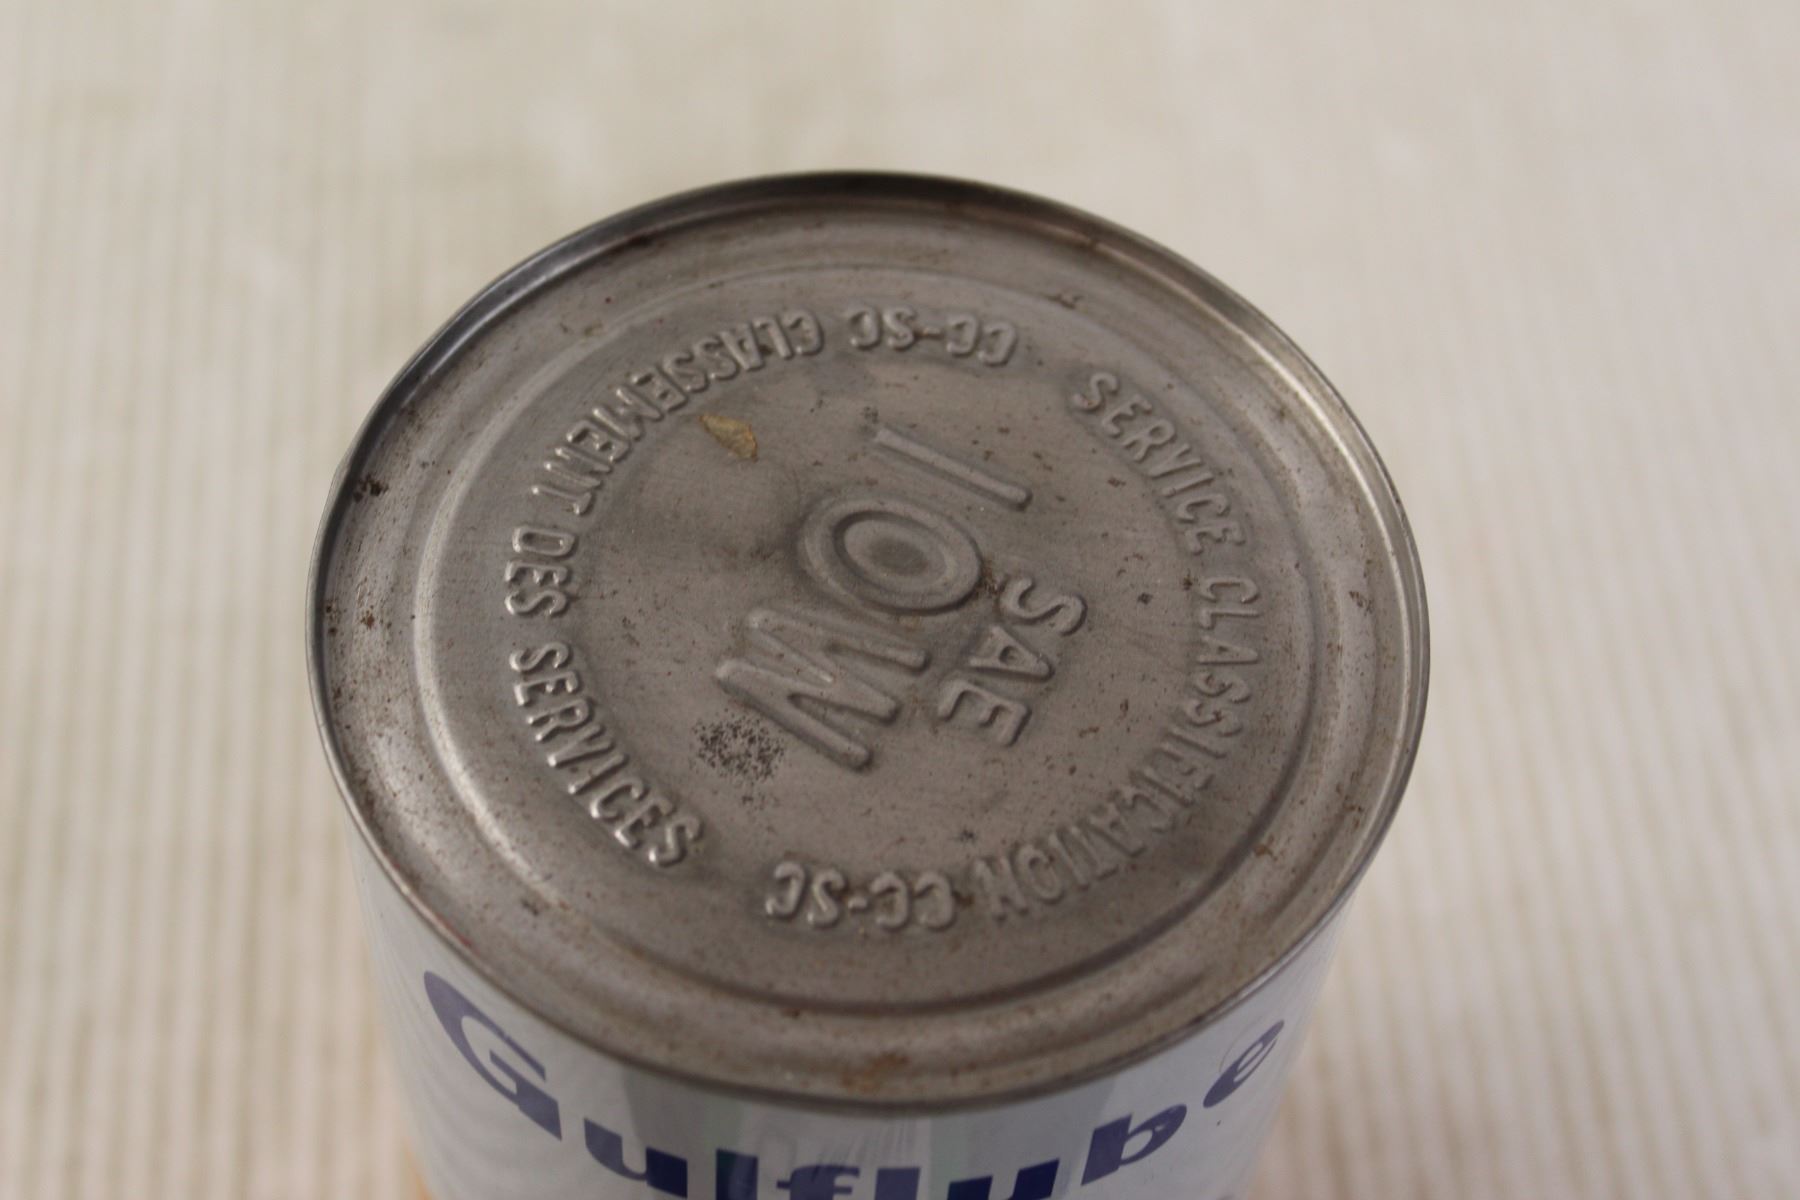 SERVICE CLASSIFICATION CC-SC
CC-SC CLASSEMENT DES SERVICES
SAE
10W
Gulflube